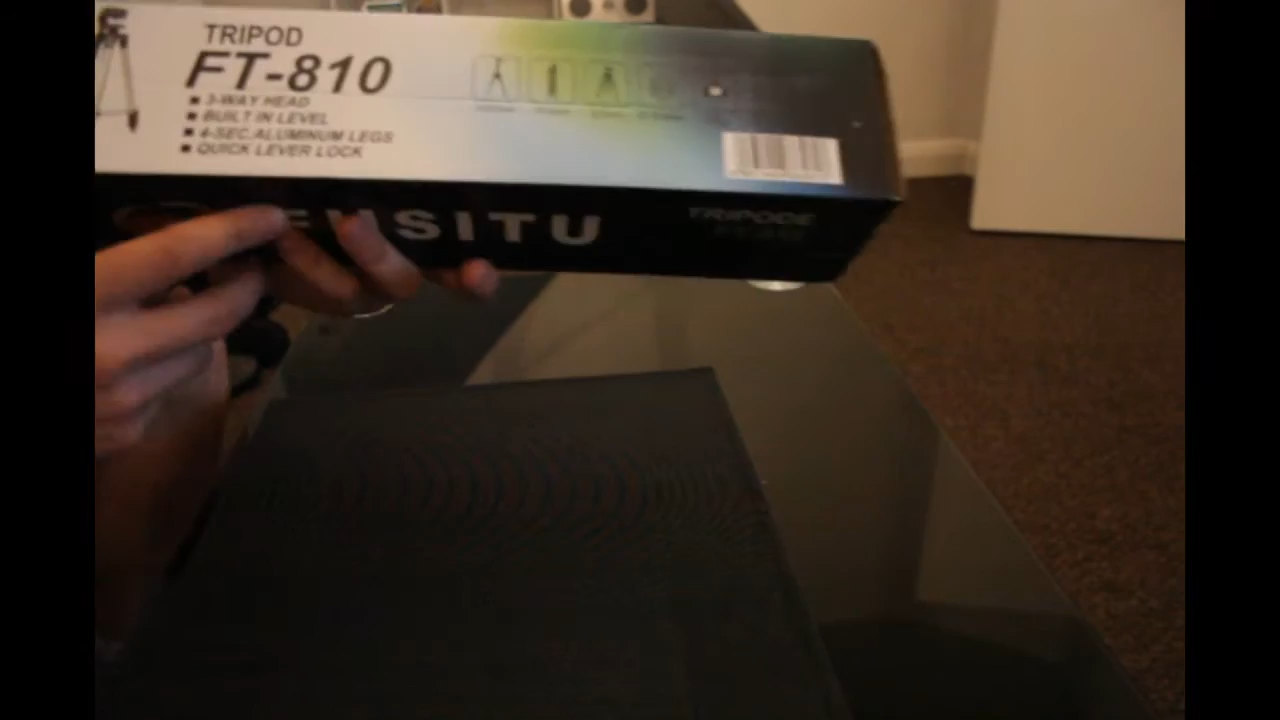 TRIPOD
FT-810
■ 3-WAY HEAD
■ BUILT IN LEVEL
■ 4-SEC.ALUMINUM LEGS
■ QUICK LEVER LOCK
SITU
TRIPODE